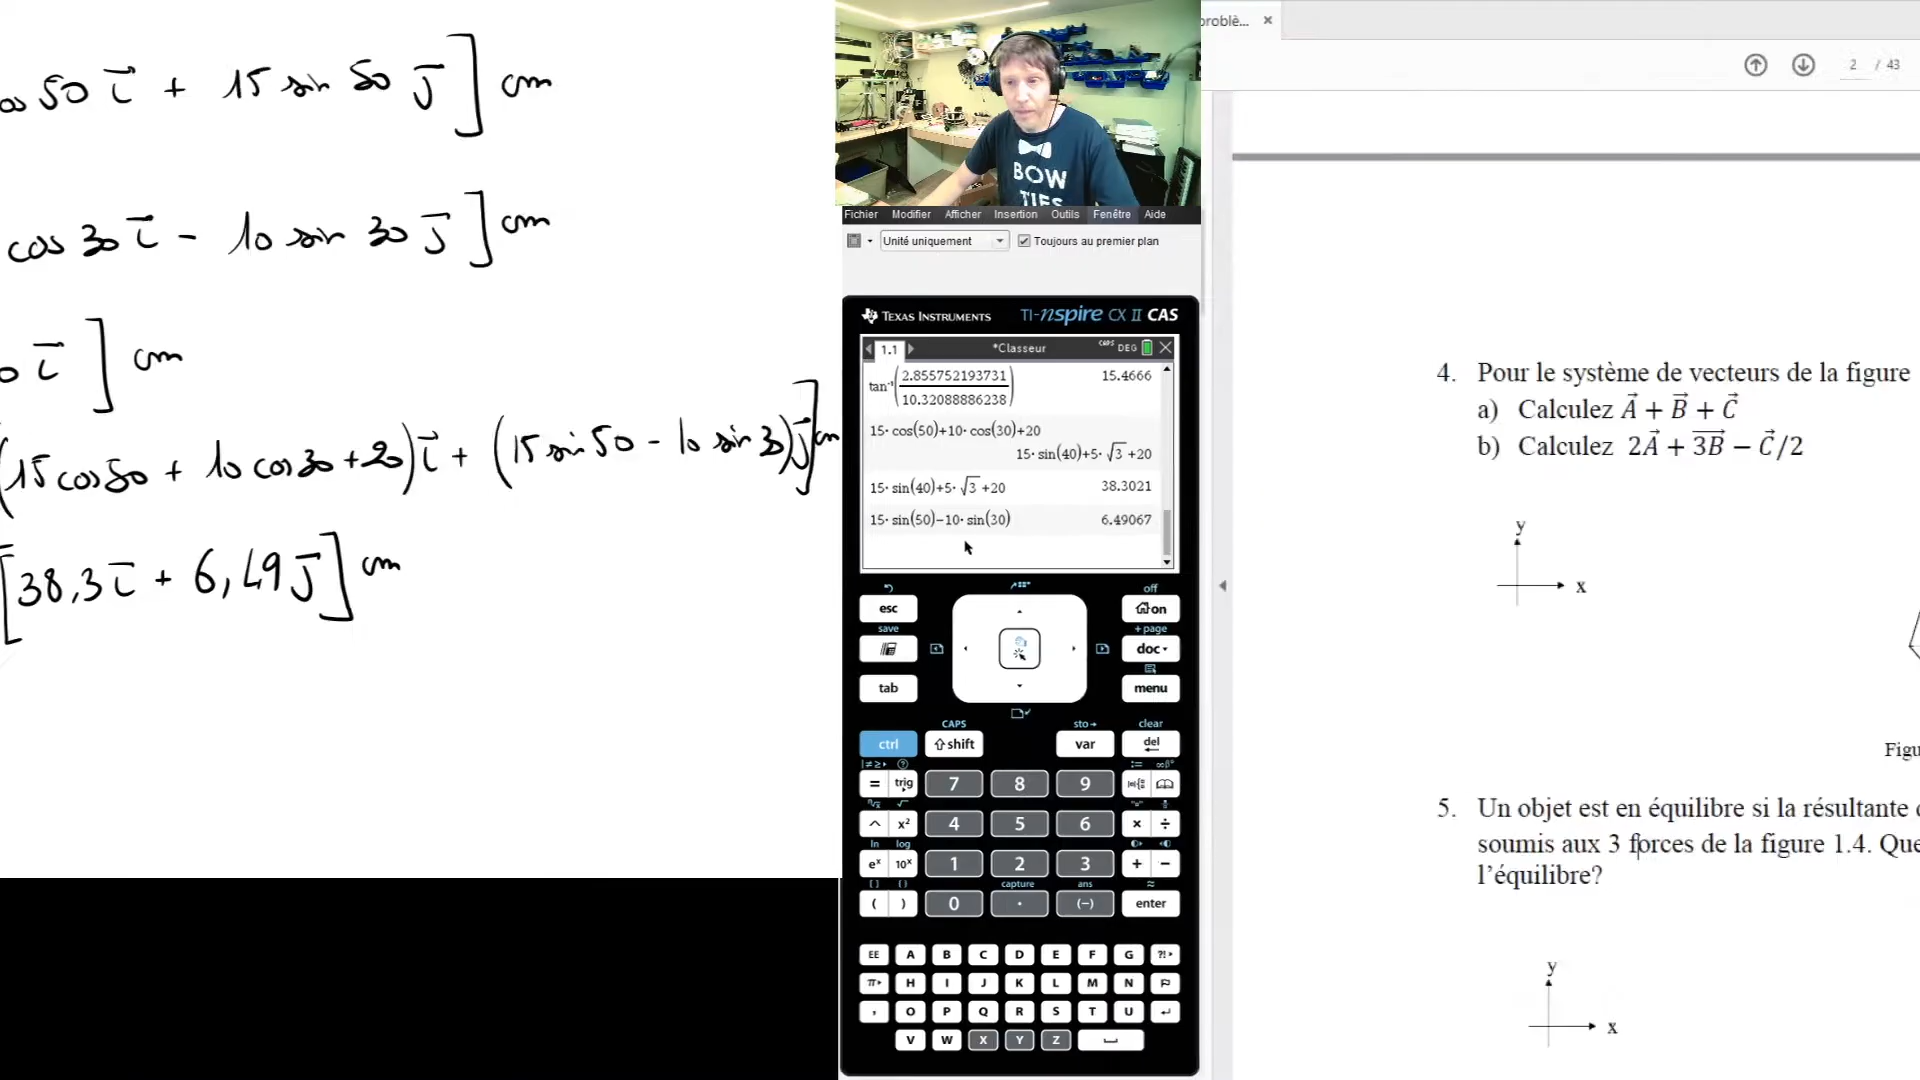 os 50 i + 15 sin 50 j ] cm
cos 30 i - 10 sin 30 j ] cm
0 i ] cm
(15 cos 50 + 10 cos 30 + 20) i + (15 sin 50 - 10 sin 30) j ] cm
[ 38,3 i + 6,49 j ] cm
BOW
TIES
Fichier Modifier Afficher Insertion Outils Fenêtre Aide
Unité uniquement
Toujours au premier plan
TEXAS INSTRUMENTS TI-nspire CX II CAS
1.1 *Classeur CAPS DEG
tan⁻¹(2.855752193731/10.32088886238) 15.4666
15·cos(50)+10·cos(30)+20
15·sin(40)+5·√3+20
15·sin(40)+5·√3+20 38.3021
15·sin(50)−10·sin(30) 6.49067
off
esc on
save + page
doc
tab menu
CAPS sto→ clear
ctrl shift var del
= trig 7 8 9
^ x² 4 5 6 × ÷
ln log
eˣ 10ˣ 1 2 3 + −
[ ] { } capture ans ≈
( ) 0 . (−) enter
EE A B C D E F G ?!▸
π▸ H I J K L M N
, O P Q R S T U ↵
V W X Y Z
problè... ×
2 / 43
4. Pour le système de vecteurs de la figure
a) Calculez A⃗ + B⃗ + C⃗
b) Calculez 2A⃗ + 3B⃗ − C⃗/2
y
x
Figu
5. Un objet est en équilibre si la résultante
soumis aux 3 forces de la figure 1.4. Que
l’équilibre?
y
x